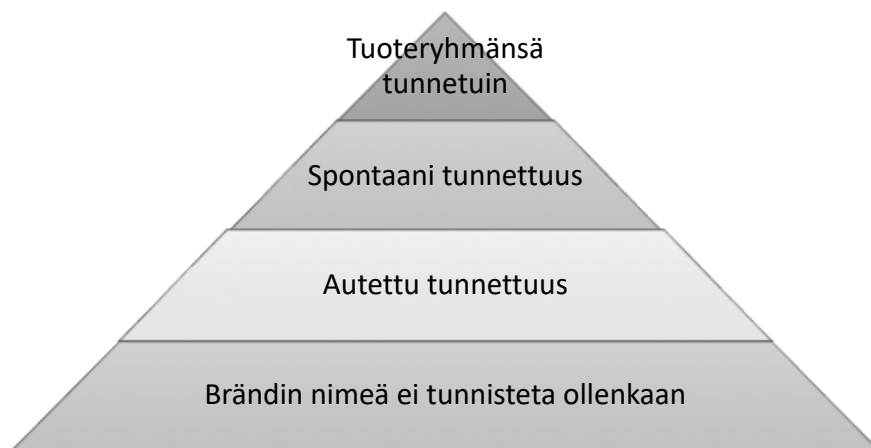 Tuoteryhmänsä
tunnetuin
Spontaani tunnettuus
Autettu tunnettuus
Brändin nimeä ei tunnisteta ollenkaan